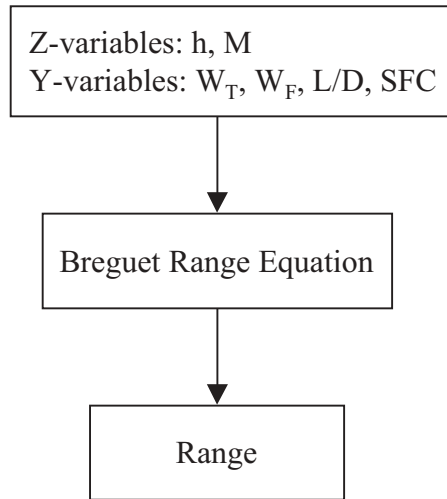 Z-variables: h, M
Y-variables: W_T, W_F, L/D, SFC
Breguet Range Equation
Range